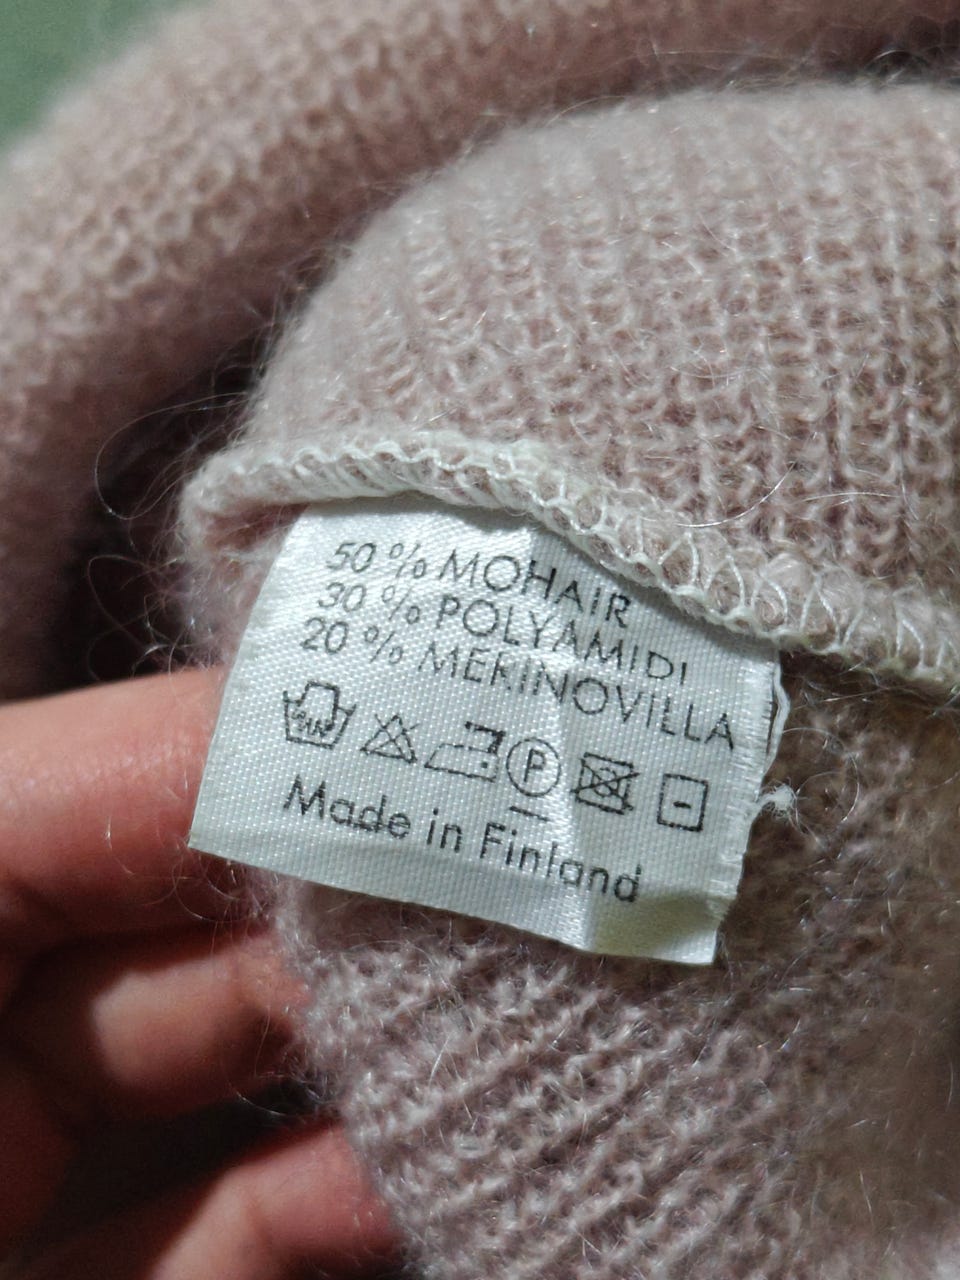 50 % MOHAIR
30 % POLYAMIDI
20 % MERINOVILLA
P
Made in Finland